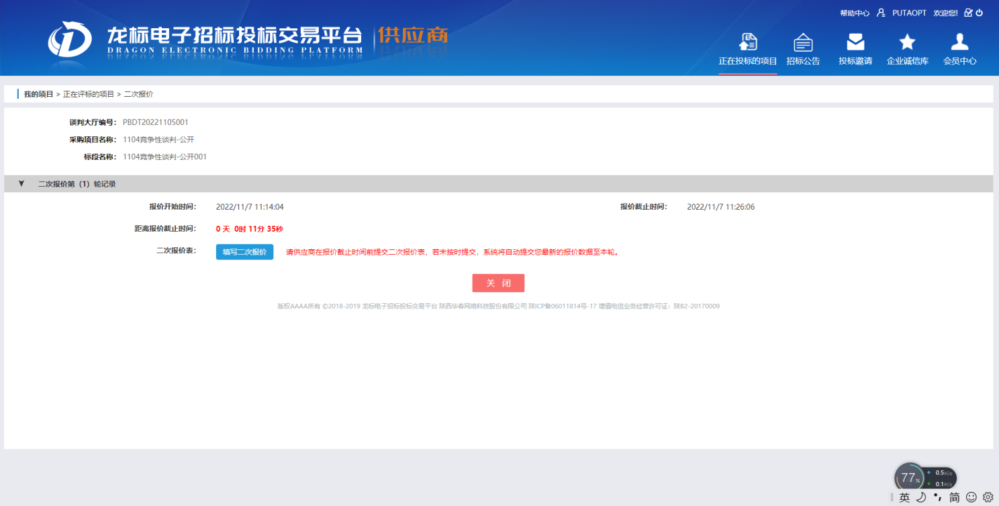 帮助中心 PUTAOPT 欢迎您!
龙标电子招标投标交易平台 供应商
DRAGON ELECTRONIC BIDDING PLATFORM
正在投标的项目 招标公告 投标邀请 企业诚信库 会员中心
我的项目 > 正在评标的项目 > 二次报价
谈判大厅编号： PBDT20221105001
采购项目名称： 1104竞争性谈判-公开
标段名称： 1104竞争性谈判-公开001
二次报价第（1）轮记录
报价开始时间： 2022/11/7 11:14:04 报价截止时间： 2022/11/7 11:26:06
距离报价截止时间： 0 天 0时 11分 35秒
二次报价表： 填写二次报价 请供应商在报价截止时间前提交二次报价表，若未按时提交，系统将自动提交您最新的报价数据至本轮。
关 闭
版权AAAA所有 ©2018-2019 龙标电子招标投标交易平台 陕西华春网络科技股份有限公司 陕ICP备06011814号-17 增值电信业务经营许可证：陕B2-20170009
77% 0.5K/s
0.1K/s
英 简